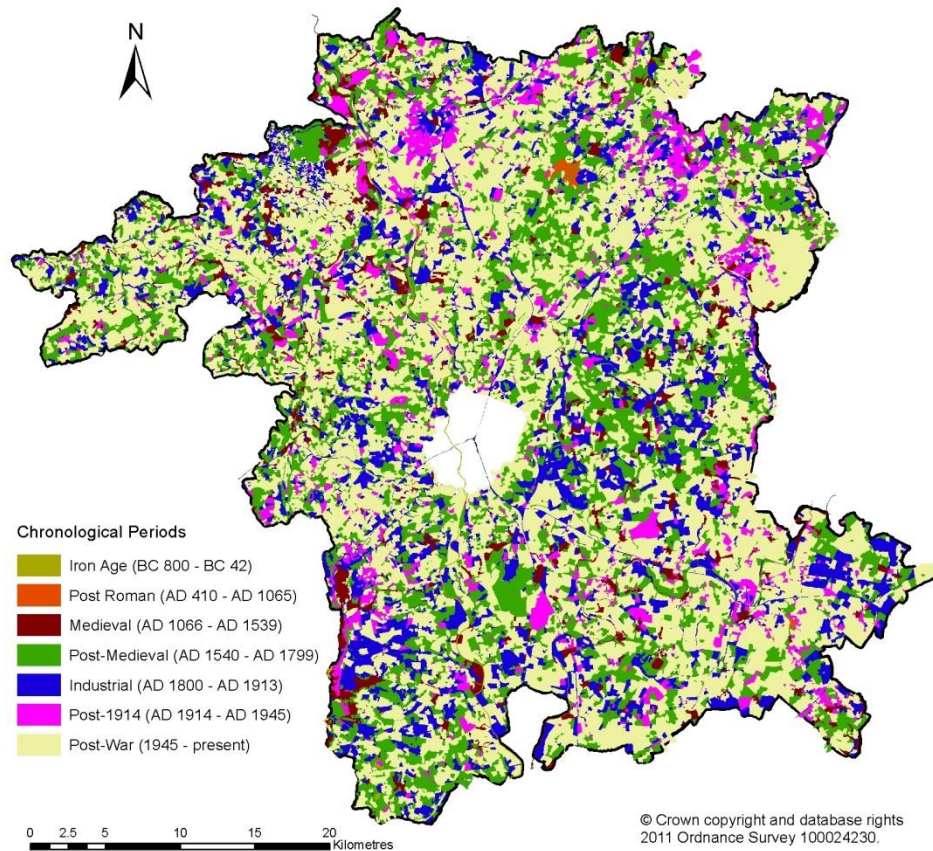 N
Chronological Periods
Iron Age (BC 800 - BC 42)
Post Roman (AD 410 - AD 1065)
Medieval (AD 1066 - AD 1539)
Post-Medieval (AD 1540 - AD 1799)
Industrial (AD 1800 - AD 1913)
Post-1914 (AD 1914 - AD 1945)
Post-War (1945 - present)
0 2.5 5 10 15 20
Kilometres
© Crown copyright and database rights
2011 Ordnance Survey 100024230.